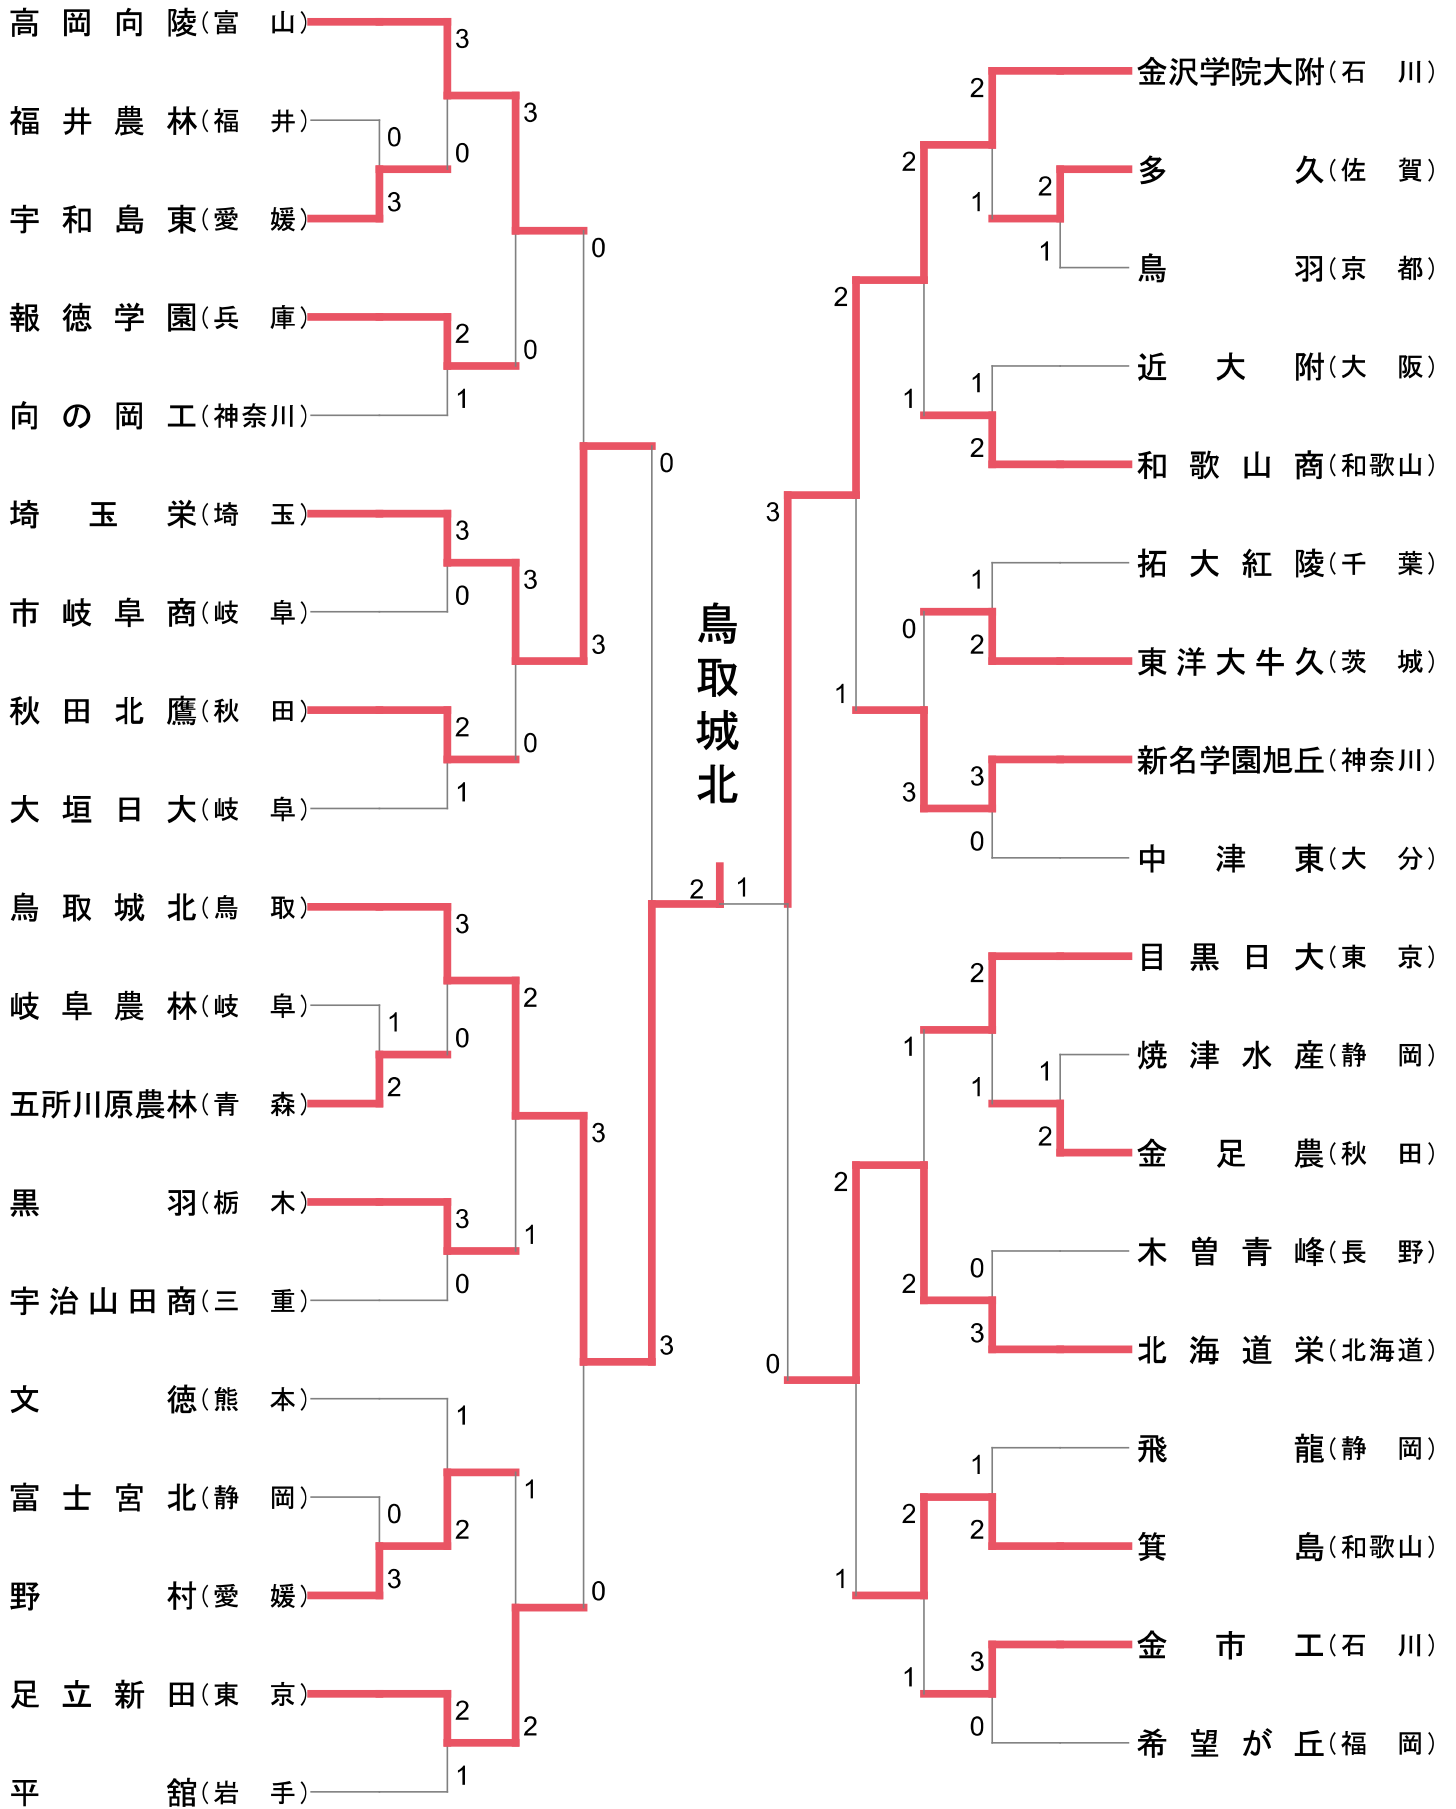 高岡向陵(富山)
3
3
福井農林(福井)
0
0
宇和島東(愛媛)
3
0
報徳学園(兵庫)
2
0
向の岡工(神奈川)
1
0
埼玉栄(埼玉)
3
3
市岐阜商(岐阜)
0
3
秋田北鷹(秋田)
2
0
大垣日大(岐阜)
1
鳥取城北
2
1
鳥取城北(鳥取)
3
2
岐阜農林(岐阜)
1
0
五所川原農林(青森)
2
3
黒羽(栃木)
3
1
宇治山田商(三重)
0
3
文徳(熊本)
1
1
富士宮北(静岡)
0
2
野村(愛媛)
3
0
足立新田(東京)
2
2
平舘(岩手)
1
金沢学院大附(石川)
2
2
多久(佐賀)
2
1
鳥羽(京都)
1
2
近大附(大阪)
1
1
和歌山商(和歌山)
2
3
拓大紅陵(千葉)
1
0
東洋大牛久(茨城)
2
1
新名学園旭丘(神奈川)
3
3
中津東(大分)
0
目黒日大(東京)
2
1
焼津水産(静岡)
1
1
金足農(秋田)
2
2
木曽青峰(長野)
0
2
北海道栄(北海道)
3
0
飛龍(静岡)
1
2
箕島(和歌山)
2
1
金市工(石川)
3
1
希望が丘(福岡)
0